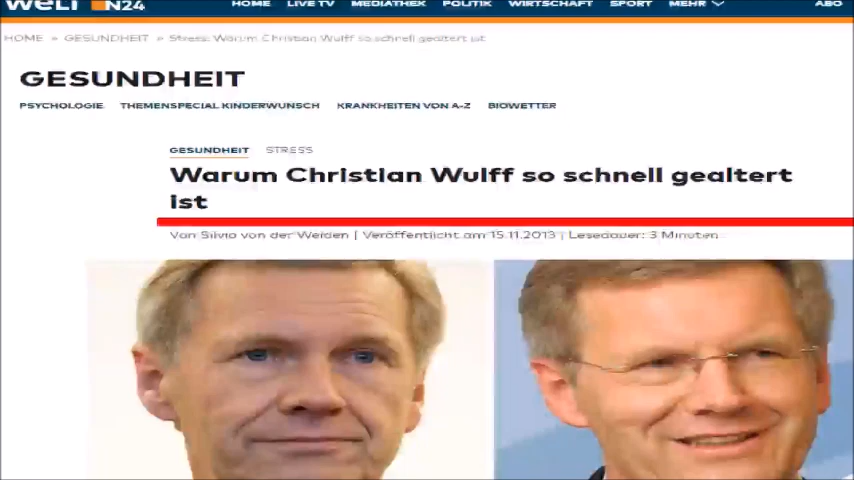 welt N24 HOME LIVE TV MEDIATHEK POLITIK WIRTSCHAFT SPORT MEHR ABO
HOME » GESUNDHEIT » Stress: Warum Christian Wulff so schnell gealtert ist
GESUNDHEIT
PSYCHOLOGIE THEMENSPECIAL KINDERWUNSCH KRANKHEITEN VON A-Z BIOWETTER
GESUNDHEIT STRESS
Warum Christian Wulff so schnell gealtert
ist
Von Silvia von der Weiden | Veröffentlicht am 15.11.2013 | Lesedauer: 3 Minuten